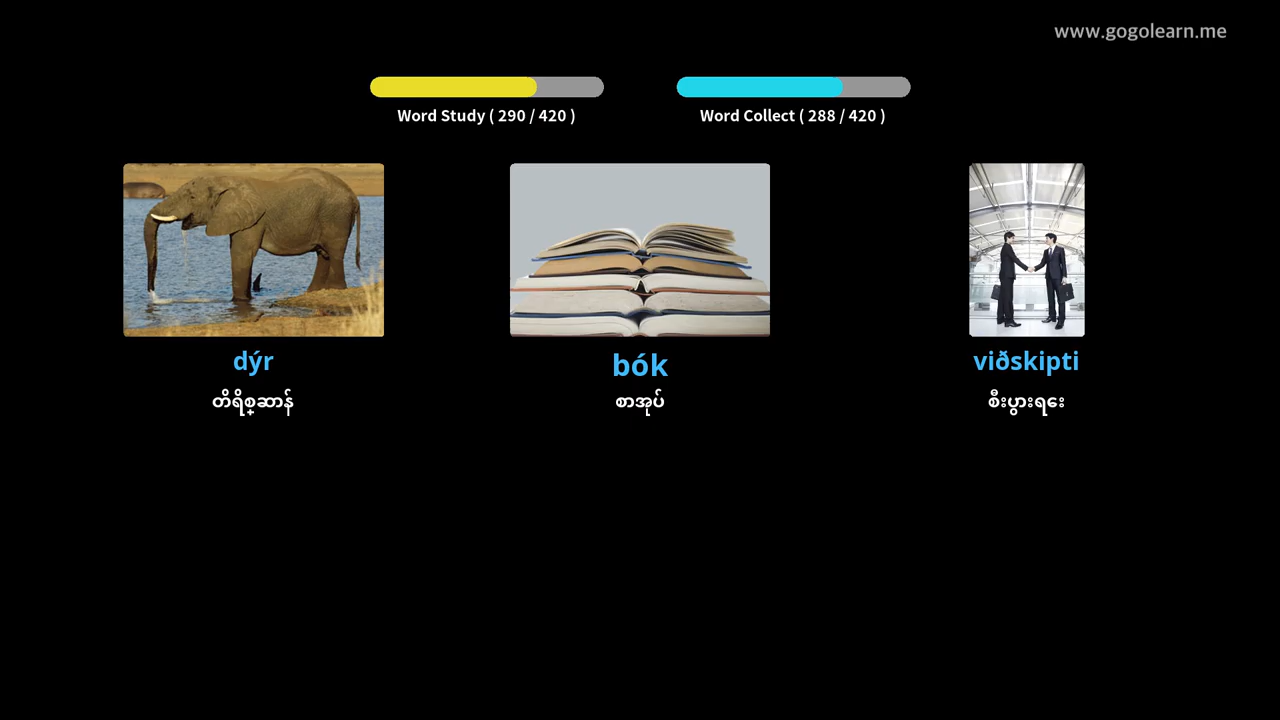 www.gogolearn.me
Word Study ( 290 / 420 )
Word Collect ( 288 / 420 )
dýr
တိရိစ္ဆာန်
bók
စာအုပ်
viðskipti
စီးပွားရေး